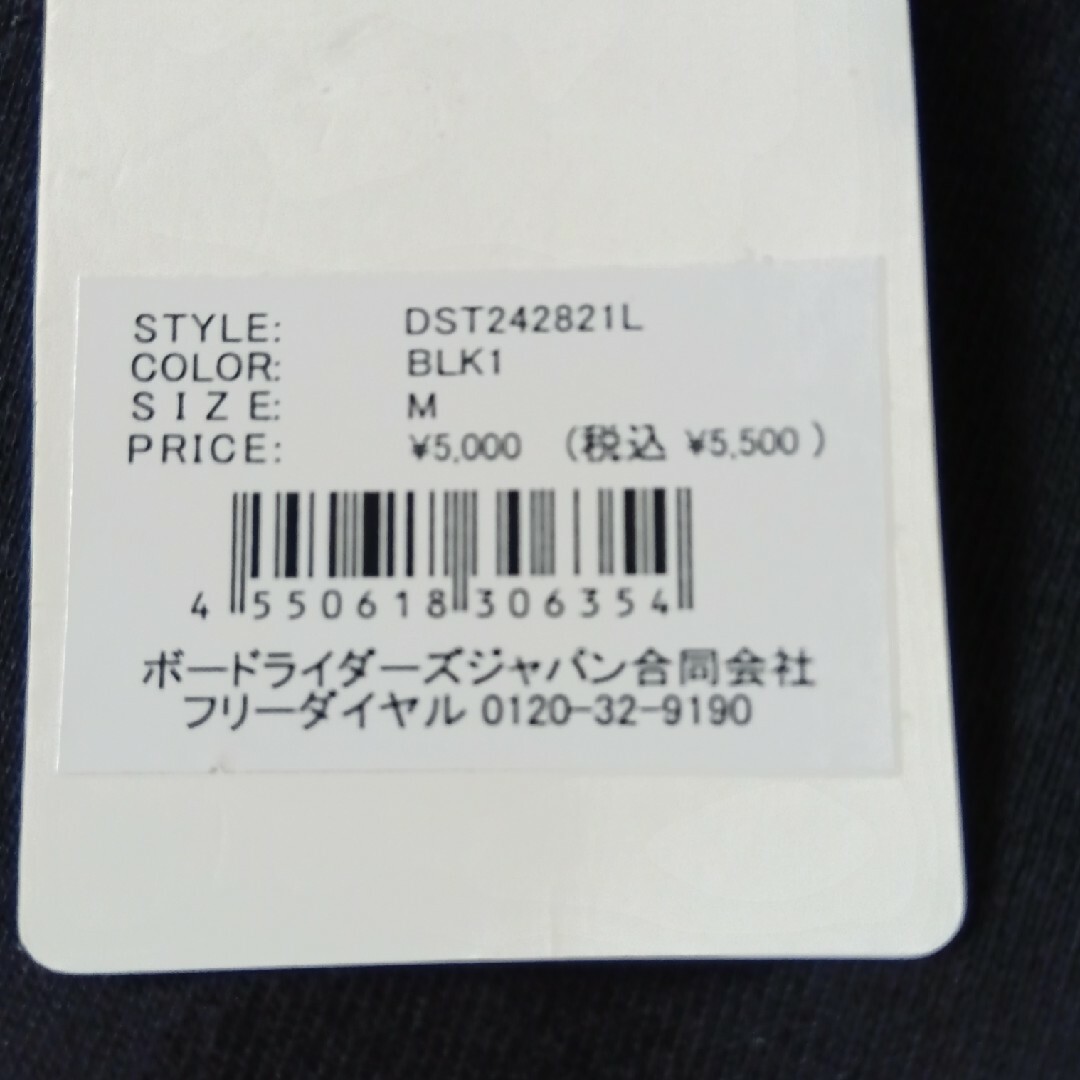 STYLE: DST242821L
COLOR: BLK1
SIZE: M
PRICE: ¥5,000 (税込 ¥5,500)
4 550618 306354
ボードライダーズジャパン合同会社
フリーダイヤル 0120-32-9190